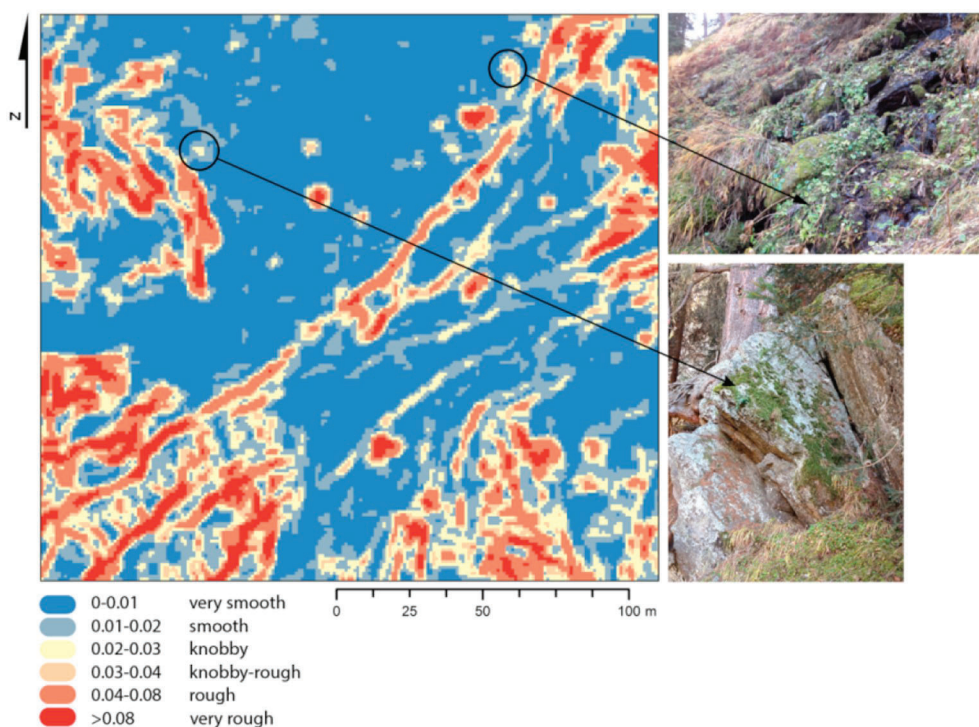 N
0-0.01 very smooth
0.01-0.02 smooth
0.02-0.03 knobby
0.03-0.04 knobby-rough
0.04-0.08 rough
>0.08 very rough
0 25 50 100 m